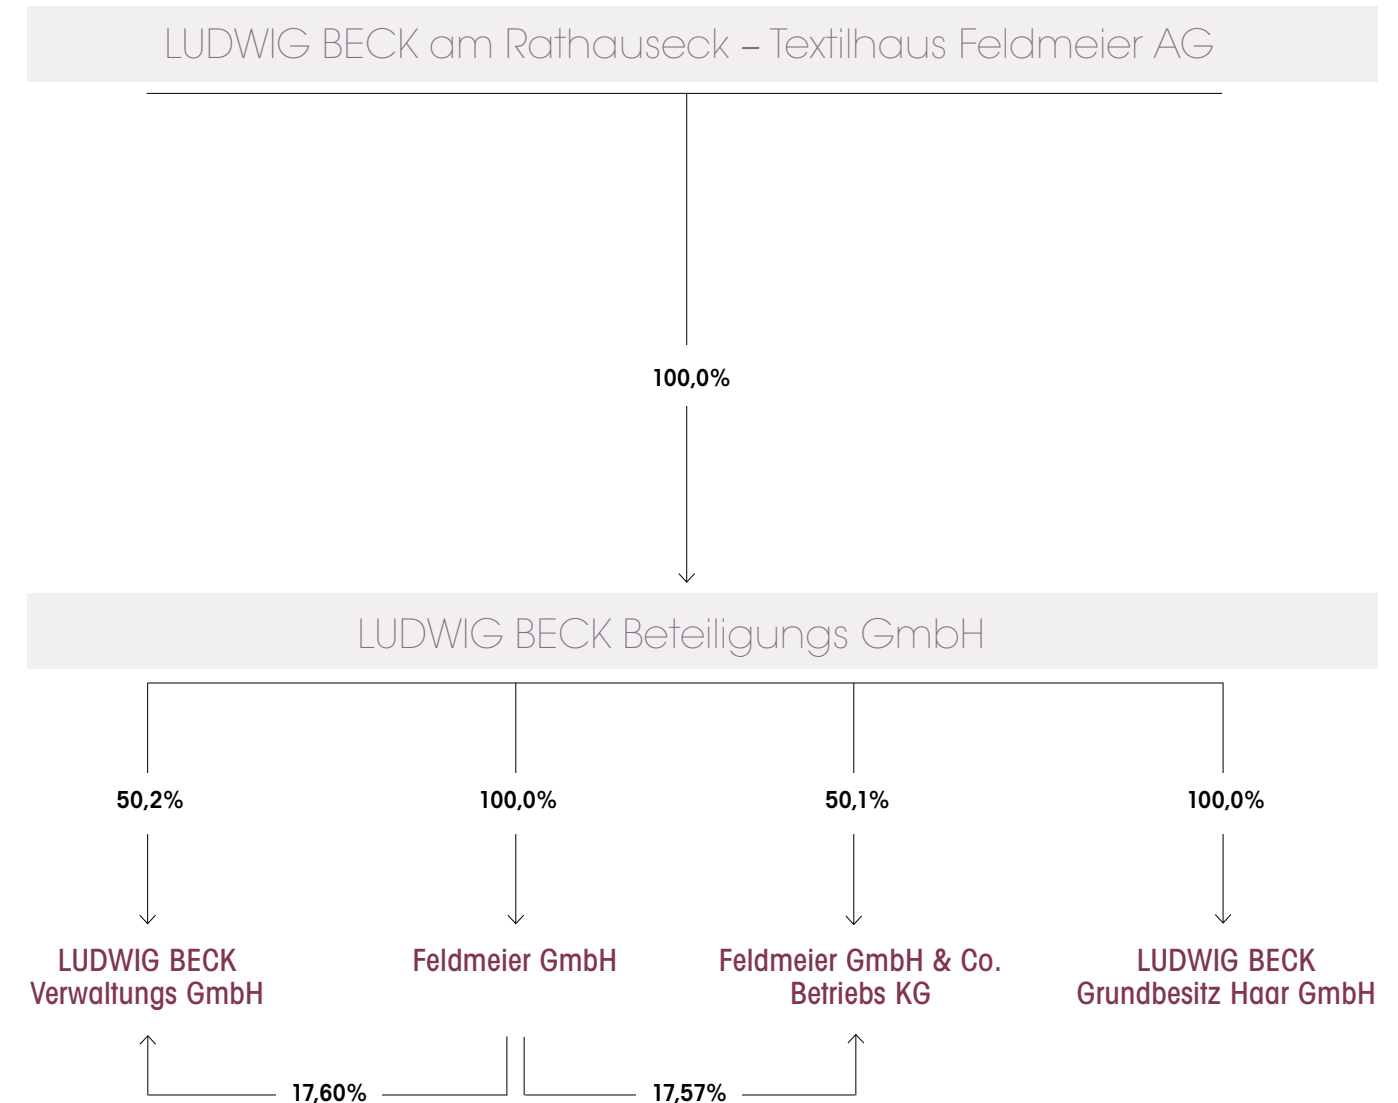 LUDWIG BECK am Rathauseck – Textilhaus Feldmeier AG
100,0%
LUDWIG BECK Beteiligungs GmbH
50,2%
100,0%
50,1%
100,0%
LUDWIG BECK
Verwaltungs GmbH
Feldmeier GmbH
Feldmeier GmbH & Co.
Betriebs KG
LUDWIG BECK
Grundbesitz Haar GmbH
17,60%
17,57%